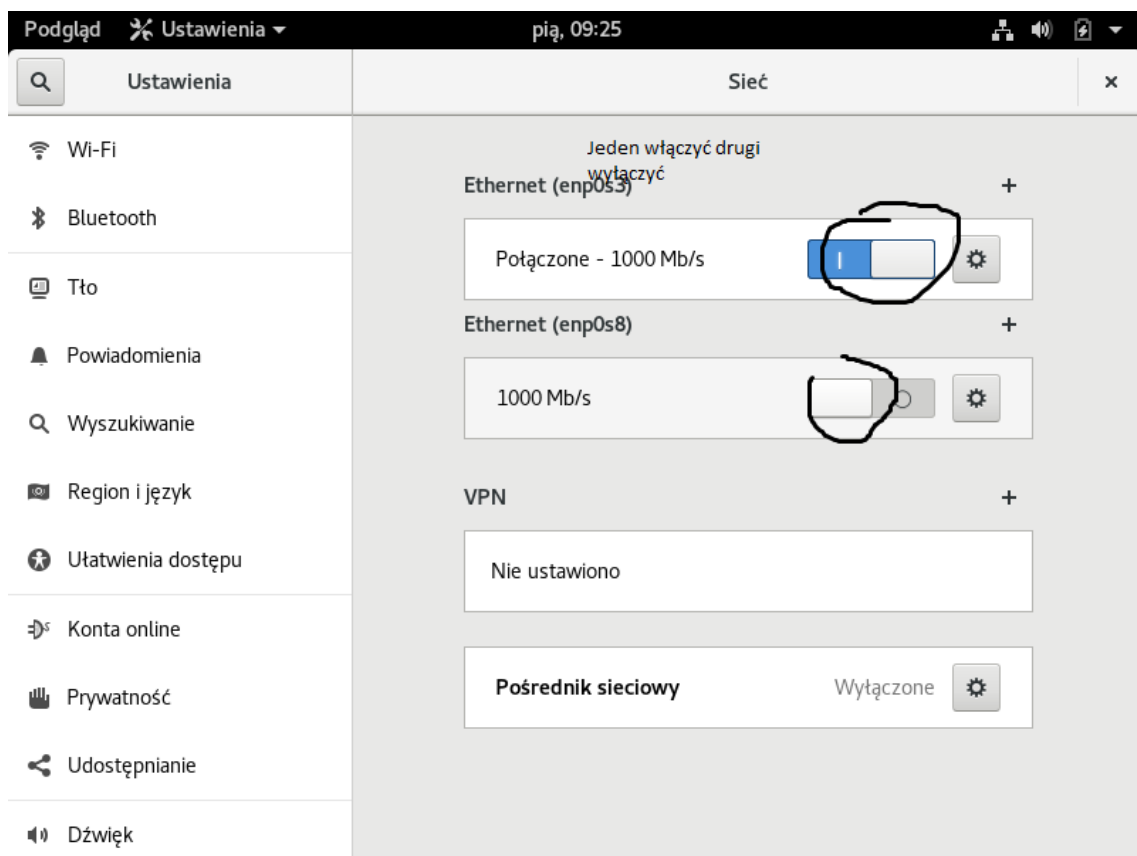 Podgląd Ustawienia pią, 09:25
Ustawienia Sieć
Wi-Fi
Bluetooth
Tło
Powiadomienia
Wyszukiwanie
Region i język
Ułatwienia dostępu
Konta online
Prywatność
Udostępnianie
Dźwięk
Jeden włączyć drugi
wyłączyć
Ethernet (enp0s3)
Połączone - 1000 Mb/s
Ethernet (enp0s8)
1000 Mb/s
VPN
Nie ustawiono
Pośrednik sieciowy Wyłączone